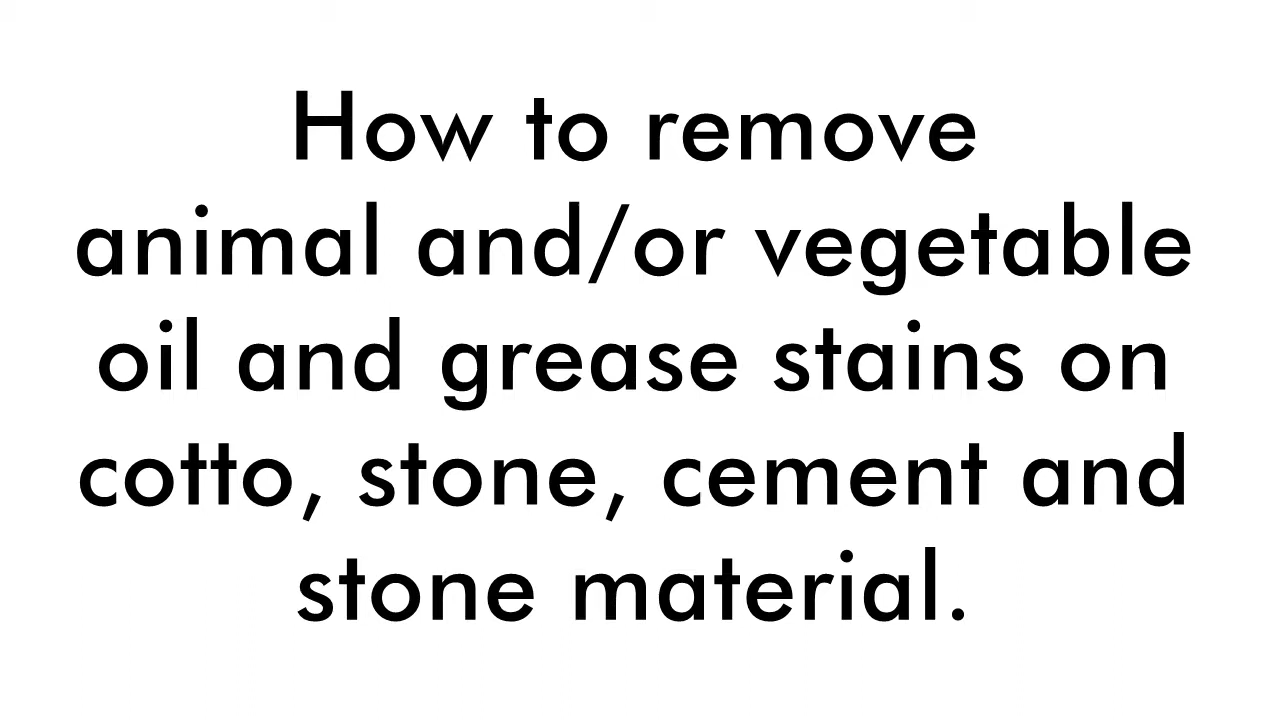 How to remove
animal and/or vegetable
oil and grease stains on
cotto, stone, cement and
stone material.